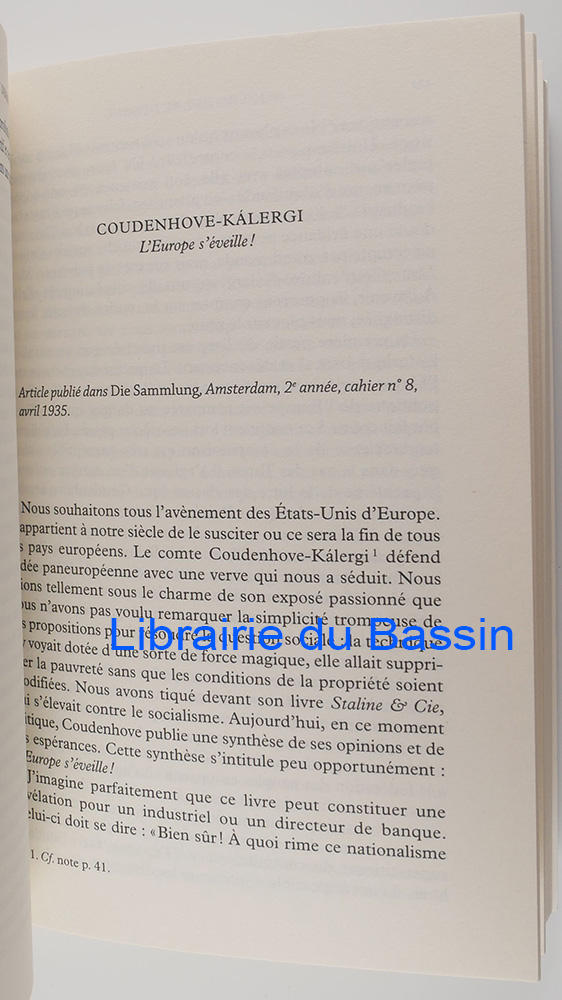 COUDENHOVE-KÁLERGI
L'Europe s'éveille!
Article publié dans Die Sammlung, Amsterdam, 2e année, cahier n° 8,
avril 1935.
Nous souhaitons tous l'avènement des États-Unis d'Europe.
appartient à notre siècle de le susciter ou ce sera la fin de tous
pays européens. Le comte Coudenhove-Kálergi 1 défend
dée paneuropéenne avec une verve qui nous a séduit. Nous
ions tellement sous le charme de son exposé passionné que
ous n'avons pas voulu remarquer la simplicité trompeuse de
s propositions pour résoudre la question sociale : la technique
Librairie du Bassin
y voyait dotée d'une sorte de force magique, elle allait suppri-
er la pauvreté sans que les conditions de la propriété soient
odifiées. Nous avons tiqué devant son livre Staline & Cie,
i s'élevait contre le socialisme. Aujourd'hui, en ce moment
itique, Coudenhove publie une synthèse de ses opinions et de
s espérances. Cette synthèse s'intitule peu opportunément :
Europe s'éveille!
J'imagine parfaitement que ce livre peut constituer une
vélation pour un industriel ou un directeur de banque.
elui-ci doit se dire : «Bien sûr! À quoi rime ce nationalisme
1. Cf. note p. 41.